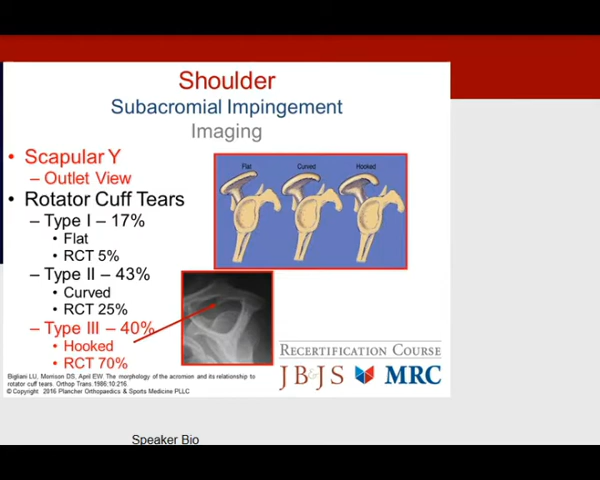 Shoulder
Subacromial Impingement
Imaging
• Scapular Y
– Outlet View
• Rotator Cuff Tears
– Type I – 17%
• Flat
• RCT 5%
– Type II – 43%
• Curved
• RCT 25%
– Type III – 40%
• Hooked
• RCT 70%
Flat Curved Hooked
Bigliani LU, Morrison DS, April EW. The morphology of the acromion and its relationship to
rotator cuff tears. Orthop Trans.1986;10:216.
© Copyright 2016 Plancher Orthopaedics & Sports Medicine PLLC
RECERTIFICATION COURSE
JB&JS MRC
Speaker Bio